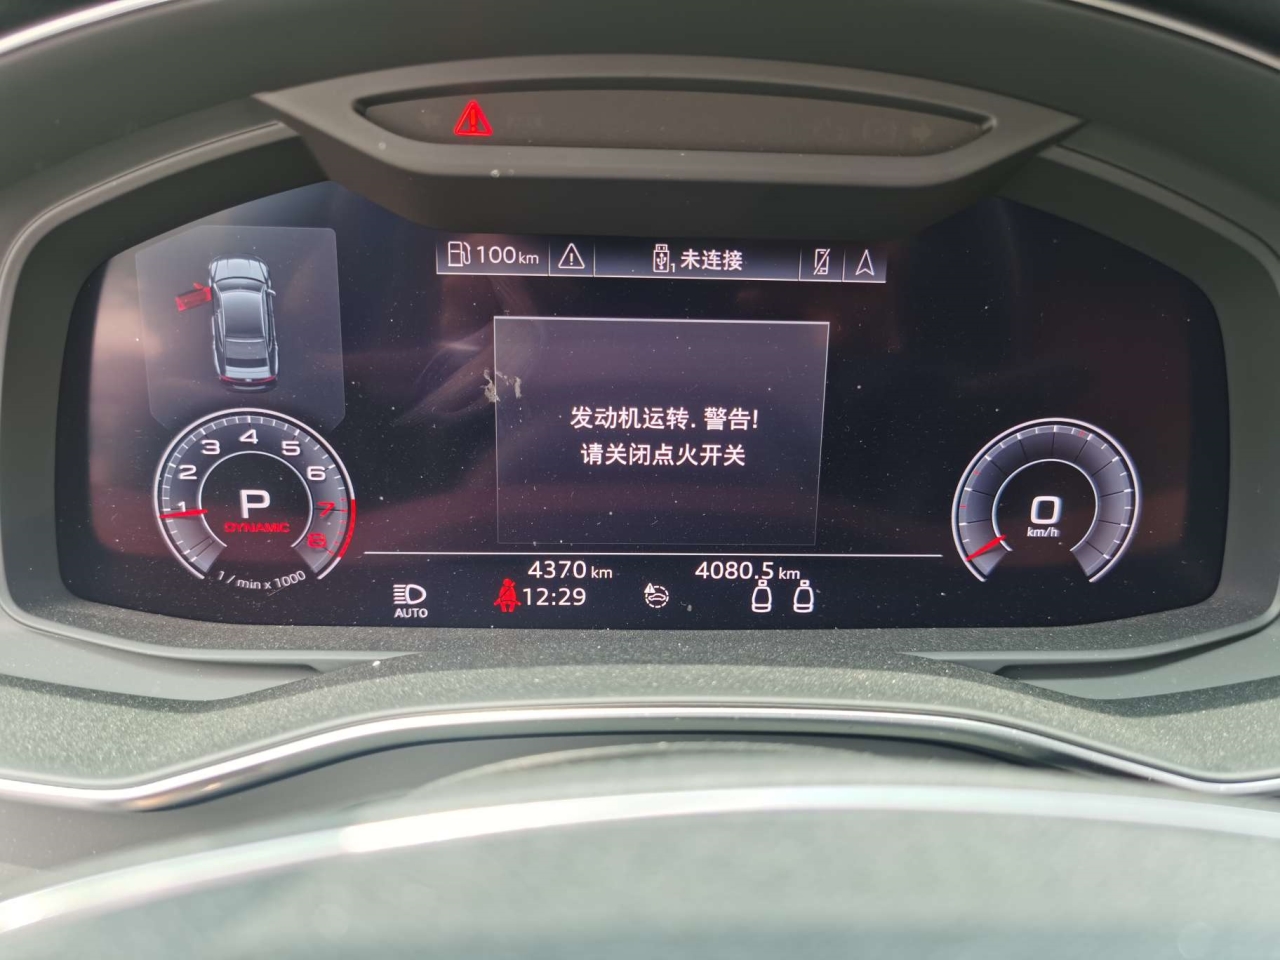 100km
1 未连接
发动机运转. 警告!
请关闭点火开关
1 2 3 4 5 6 7 8
P
DYNAMIC
1/min x 1000
0
km/h
4370 km
4080.5 km
AUTO
12:29